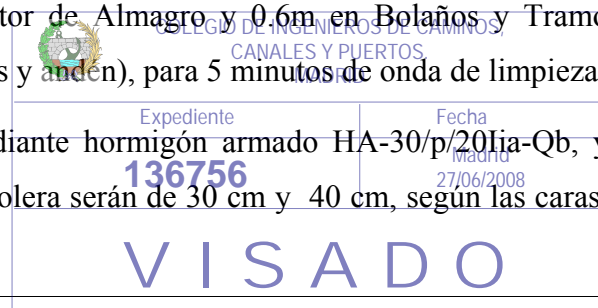 tor de Almagro y 0.6m en Bolaños y Tramo
COLEGIO DE INGENIEROS DE CAMINOS,
CANALES Y PUERTOS
MADRID
s y andén), para 5 minutos de onda de limpieza
Expediente
Fecha
diante hormigón armado HA-30/p/20Iia-Qb, y
136756
Madrid
27/06/2008
olera serán de 30 cm y 40 cm, según las caras
VISADO